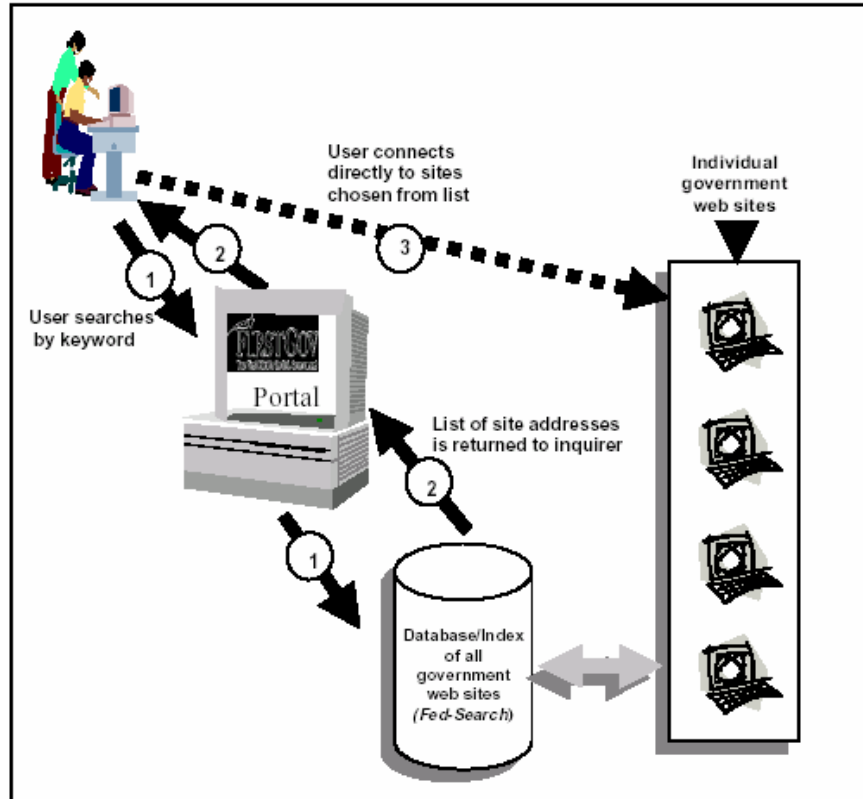 User connects
directly to sites
chosen from list
Individual
government
web sites
3
2
1
User searches
by keyword
FIRSTGOV
Portal
List of site addresses
is returned to inquirer
2
1
Database/Index
of all
government
web sites
(Fed-Search)